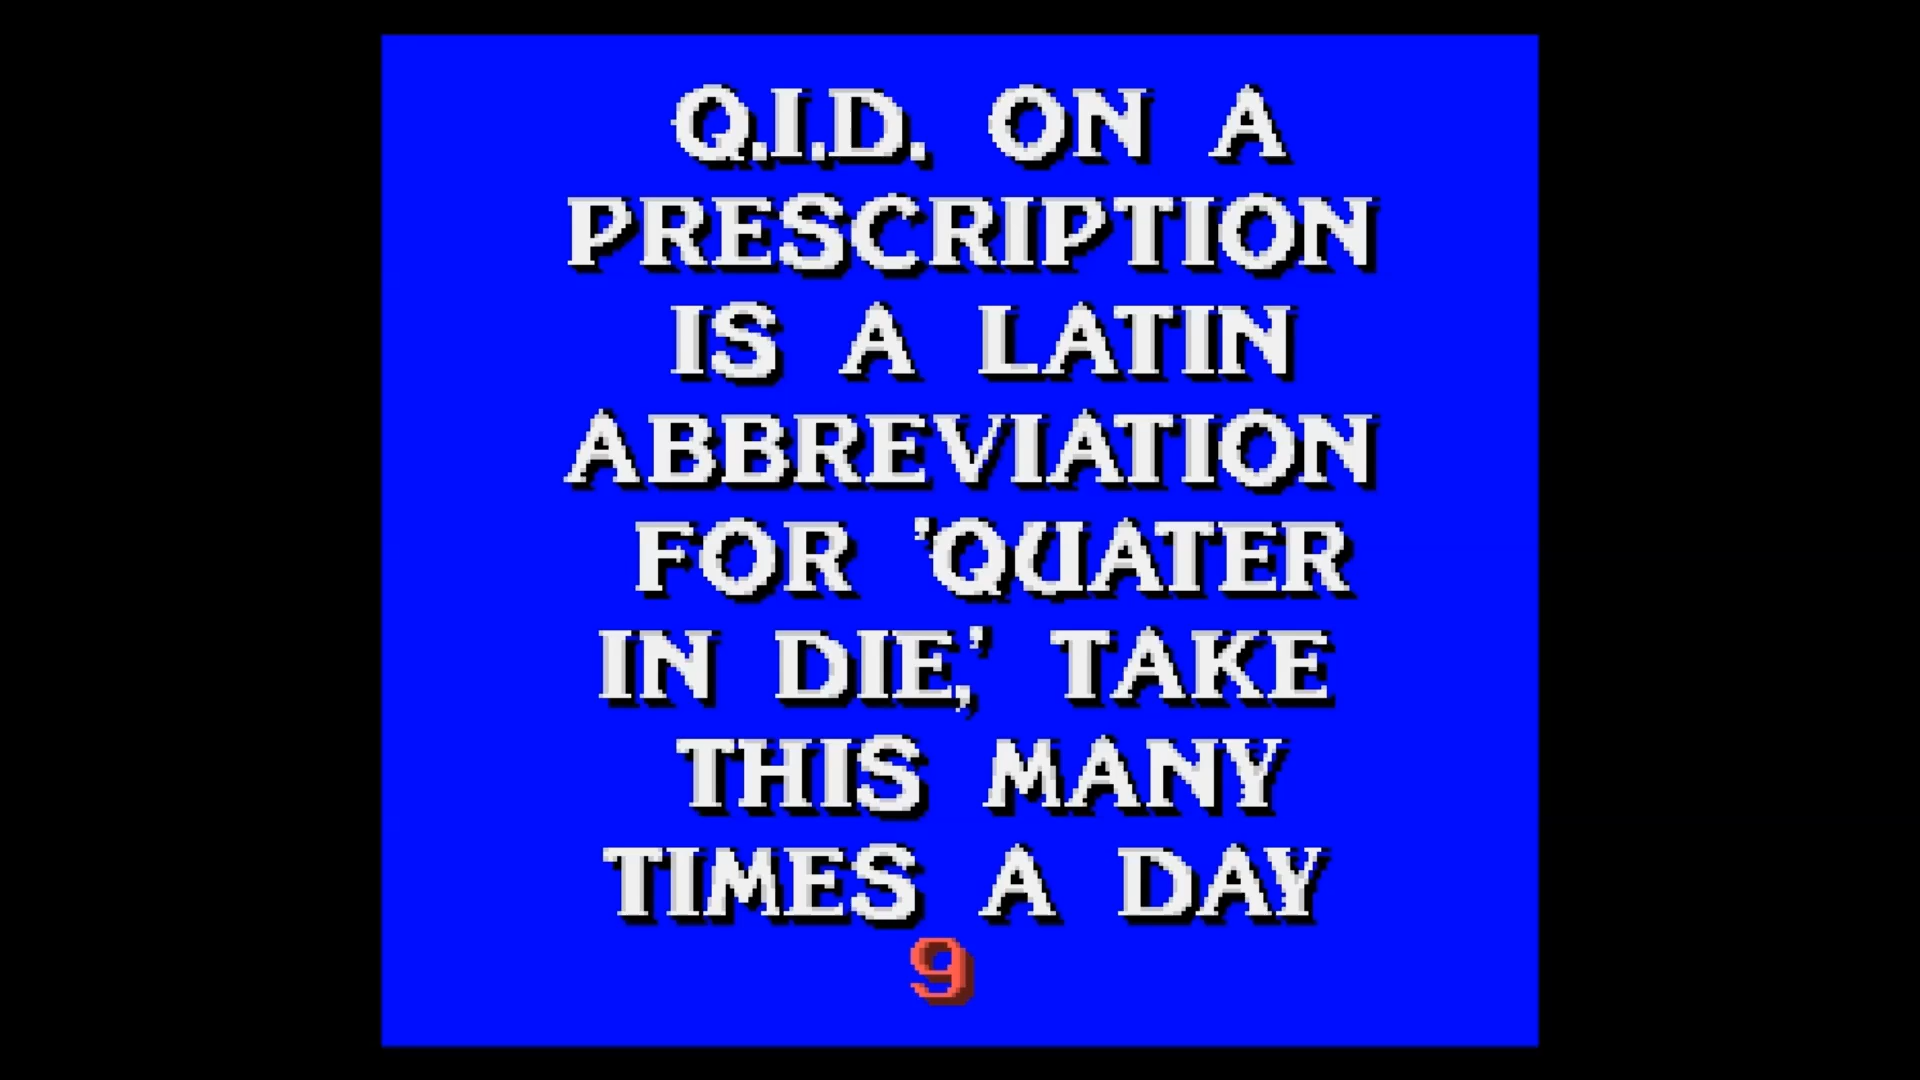 Q.I.D. ON A
PRESCRIPTION
IS A LATIN
ABBREVIATION
FOR 'QUATER
IN DIE,' TAKE
THIS MANY
TIMES A DAY
9